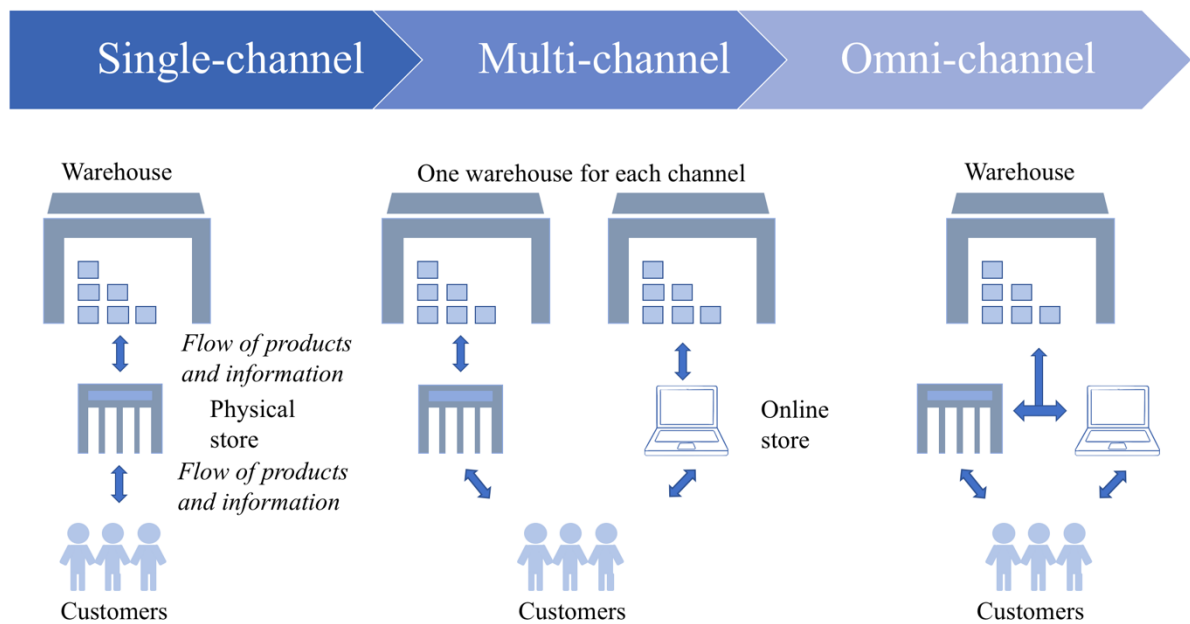 Single-channel
Multi-channel
Omni-channel
Warehouse
One warehouse for each channel
Warehouse
Flow of products
and information
Physical
store
Online
store
Flow of products
and information
Customers
Customers
Customers